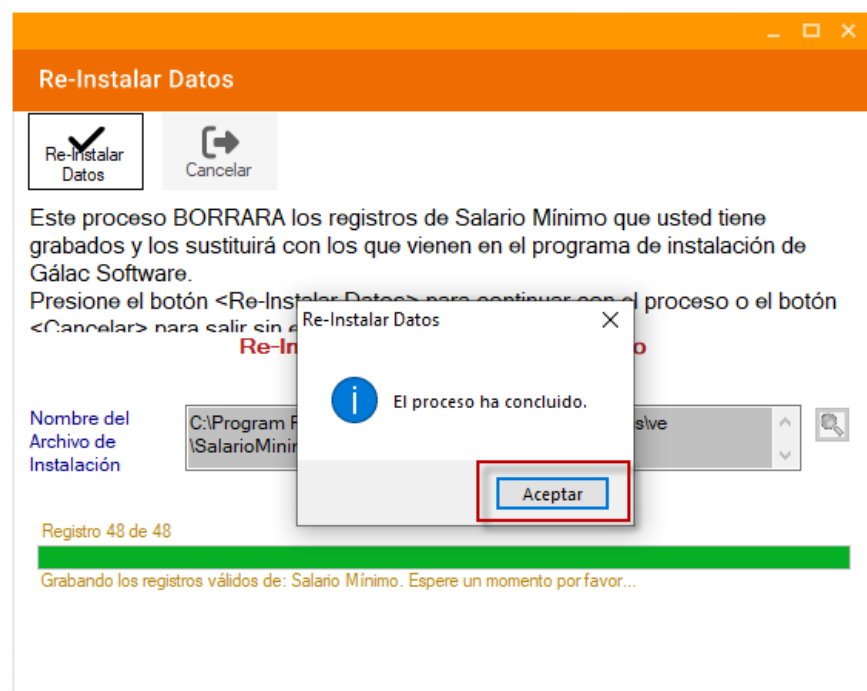 Re-Instalar Datos
Re-Instalar
Datos
Cancelar
Este proceso BORRARA los registros de Salario Mínimo que usted tiene
grabados y los sustituirá con los que vienen en el programa de instalación de
Gálac Software.
Presione el botón <Re-Instalar Datos> para continuar con el proceso o el botón
<Cancelar> para salir sin
Re-Instalar Datos
El proceso ha concluido.
Aceptar
Nombre del
Archivo de
Instalación
C:\Program
s\ve
Registro 48 de 48
Grabando los registros válidos de: Salario Mínimo. Espere un momento por favor...